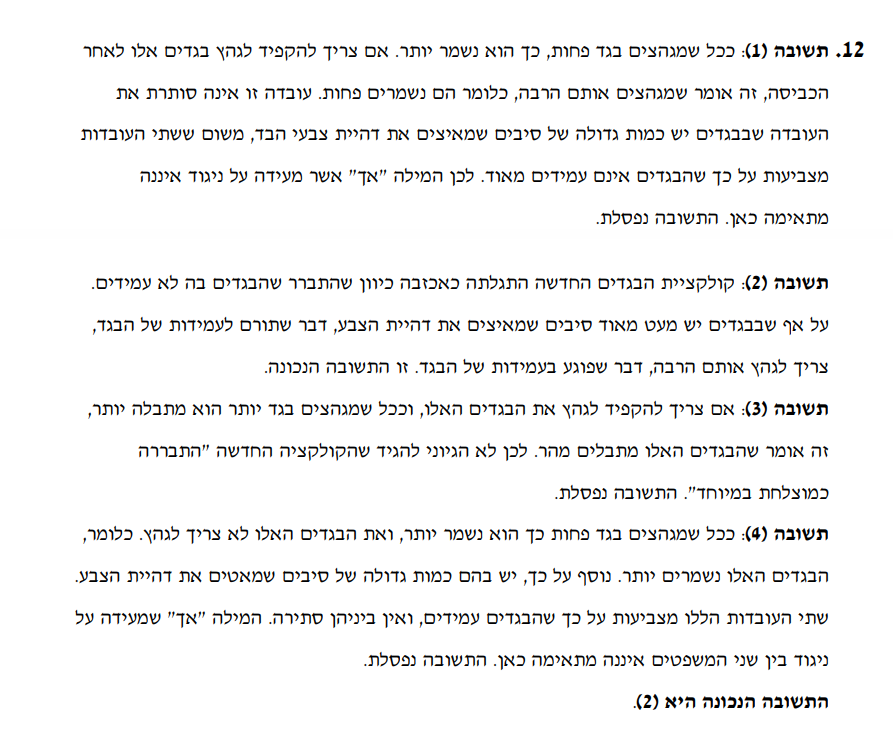 12. תשובה (1): ככל שמגהצים בגד פחות, כך הוא נשמר יותר. אם צריך להקפיד לגהץ בגדים אלו לאחר
הכביסה, זה אומר שמגהצים אותם הרבה, כלומר הם נשמרים פחות. עובדה זו אינה סותרת את
העובדה שבבגדים יש כמות גדולה של סיבים שמאיצים את דהיית צבעי הבד, משום ששתי העובדות
מצביעות על כך שהבגדים אינם עמידים מאוד. לכן המילה "אך" אשר מעידה על ניגוד איננה
מתאימה כאן. התשובה נפסלת.
תשובה (2): קולקציית הבגדים החדשה התגלתה כאכזבה כיוון שהתברר שהבגדים בה לא עמידים.
על אף שבבגדים יש מעט מאוד סיבים שמאיצים את דהיית הצבע, דבר שתורם לעמידות של הבגד,
צריך לגהץ אותם הרבה, דבר שפוגע בעמידות של הבגד. זו התשובה הנכונה.
תשובה (3): אם צריך להקפיד לגהץ את הבגדים האלו, וככל שמגהצים בגד יותר הוא מתבלה יותר,
זה אומר שהבגדים האלו מתבלים מהר. לכן לא הגיוני להגיד שהקולקציה החדשה "התבררה
כמוצלחת במיוחד". התשובה נפסלת.
תשובה (4): ככל שמגהצים בגד פחות כך הוא נשמר יותר, ואת הבגדים האלו לא צריך לגהץ. כלומר,
הבגדים האלו נשמרים יותר. נוסף על כך, יש בהם כמות גדולה של סיבים שמאטים את דהיית הצבע.
שתי העובדות הללו מצביעות על כך שהבגדים עמידים, ואין ביניהן סתירה. המילה "אך" שמעידה על
ניגוד בין שני המשפטים איננה מתאימה כאן. התשובה נפסלת.
התשובה הנכונה היא (2).